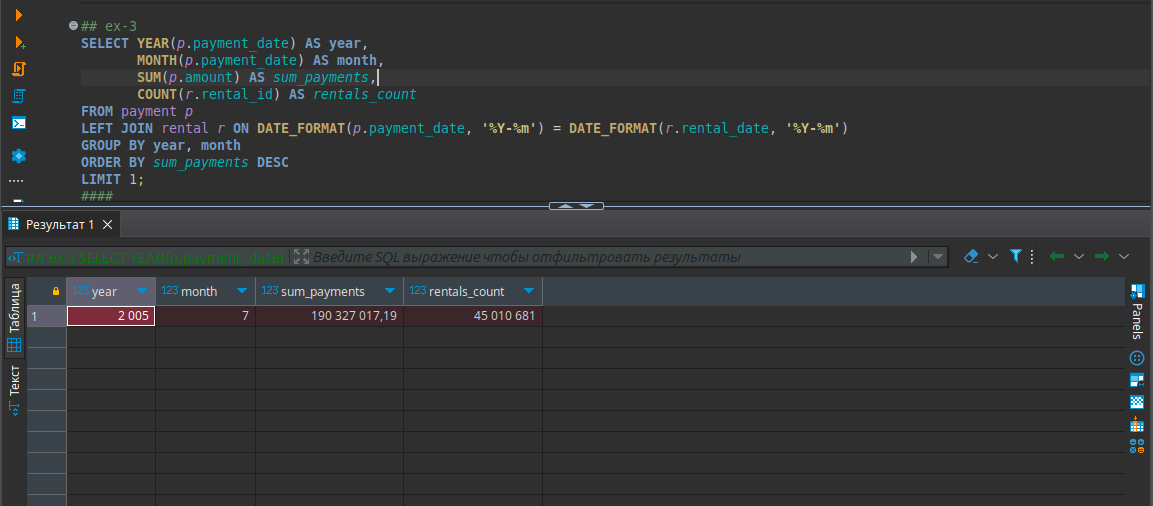 ## ex-3
SELECT YEAR(p.payment_date) AS year,
MONTH(p.payment_date) AS month,
SUM(p.amount) AS sum_payments,
COUNT(r.rental_id) AS rentals_count
FROM payment p
LEFT JOIN rental r ON DATE_FORMAT(p.payment_date, '%Y-%m') = DATE_FORMAT(r.rental_date, '%Y-%m')
GROUP BY year, month
ORDER BY sum_payments DESC
LIMIT 1;
####
Результат 1
## ex-3 SELECT YEAR(p.payment_date) Введите SQL выражение чтобы отфильтровать результаты
Таблица
Текст
123 year 123 month 123 sum_payments 123 rentals_count
1 2 005 7 190 327 017,19 45 010 681
Panels